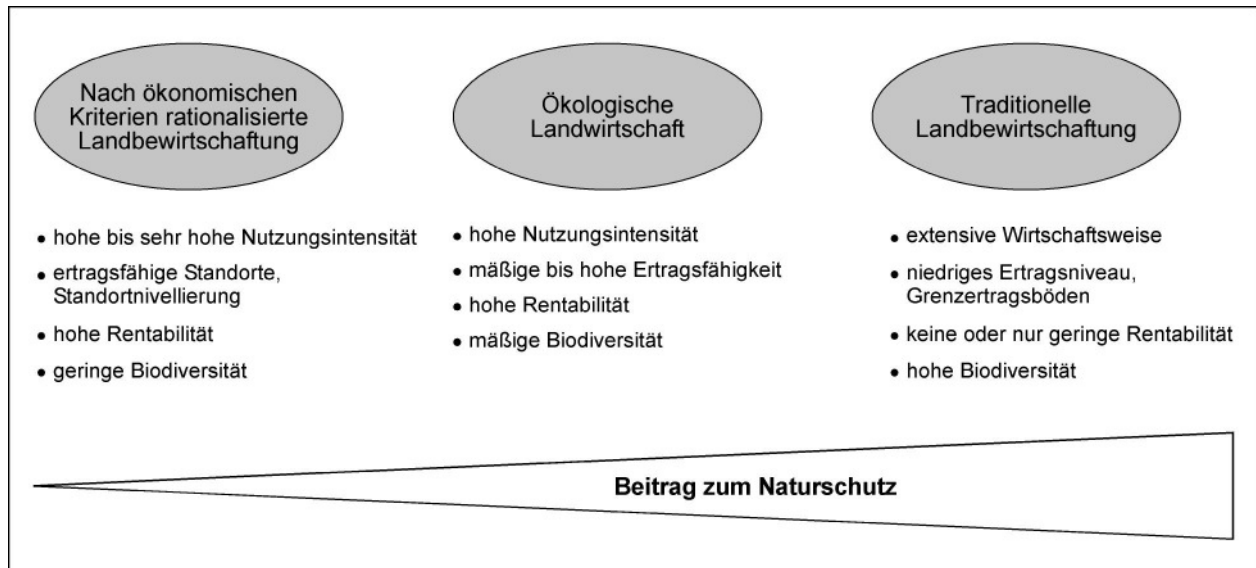 Nach ökonomischen
Kriterien rationalisierte
Landbewirtschaftung
• hohe bis sehr hohe Nutzungsintensität
• ertragsfähige Standorte,
Standortnivellierung
• hohe Rentabilität
• geringe Biodiversität
Ökologische
Landwirtschaft
• hohe Nutzungsintensität
• mäßige bis hohe Ertragsfähigkeit
• hohe Rentabilität
• mäßige Biodiversität
Traditionelle
Landbewirtschaftung
• extensive Wirtschaftsweise
• niedriges Ertragsniveau,
Grenzertragsböden
• keine oder nur geringe Rentabilität
• hohe Biodiversität
Beitrag zum Naturschutz